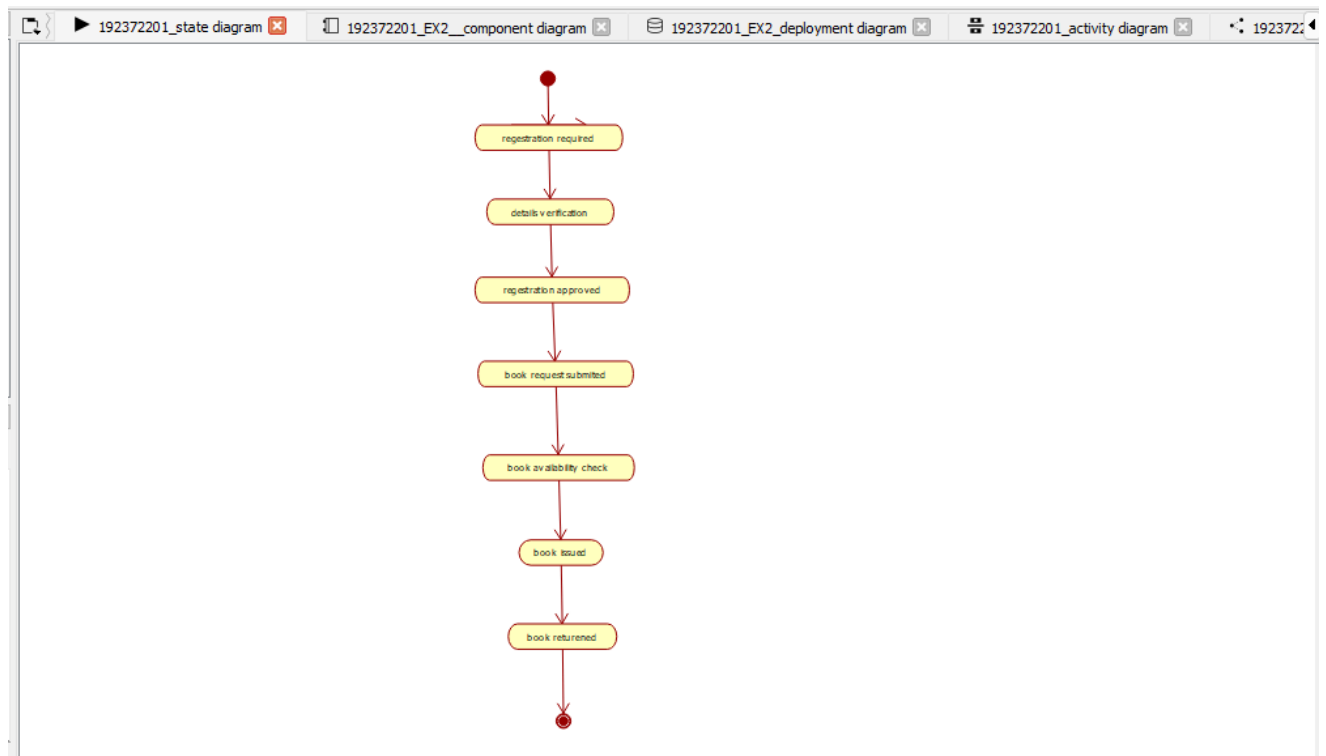 192372201_state diagram
192372201_EX2__component diagram
192372201_EX2_deployment diagram
192372201_activity diagram
regestration required
details verification
regestration approved
book request submited
book availability check
book issued
book returened